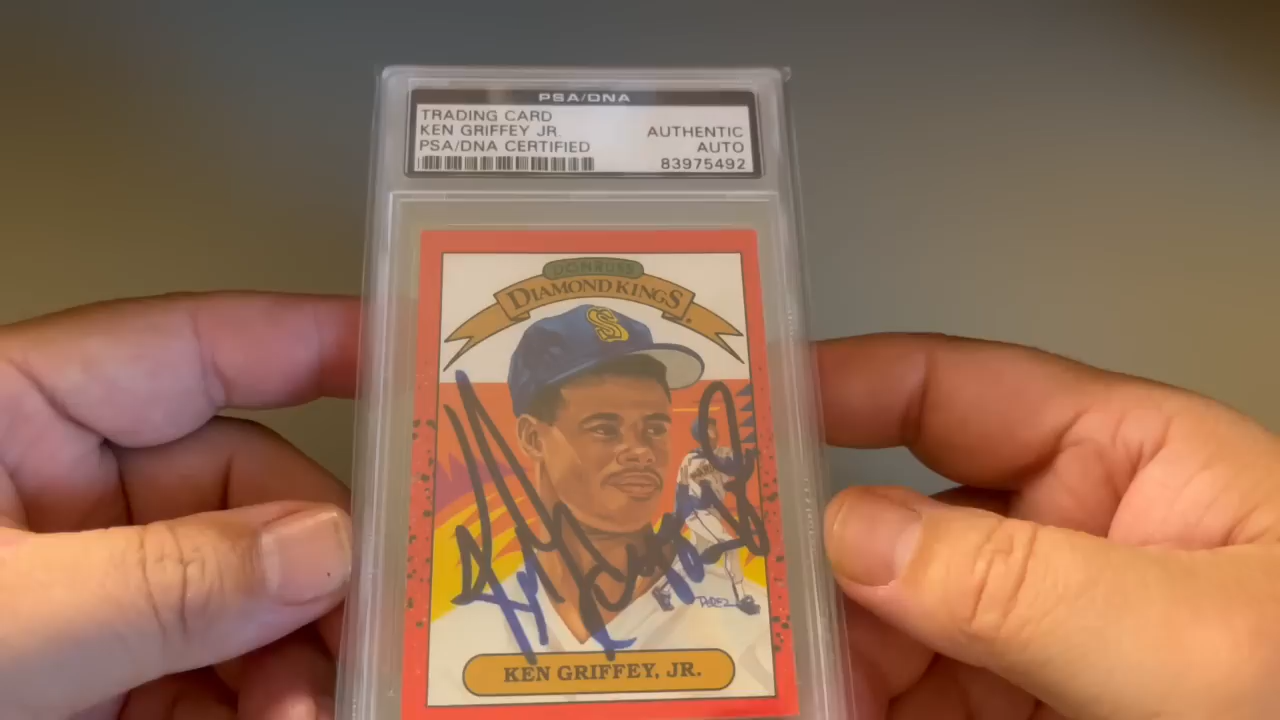 PSA/DNA
TRADING CARD
KEN GRIFFEY JR.
PSA/DNA CERTIFIED
AUTHENTIC
AUTO
83975492
DONRUSS
DIAMOND KINGS
S
PEREZ
KEN GRIFFEY, JR.